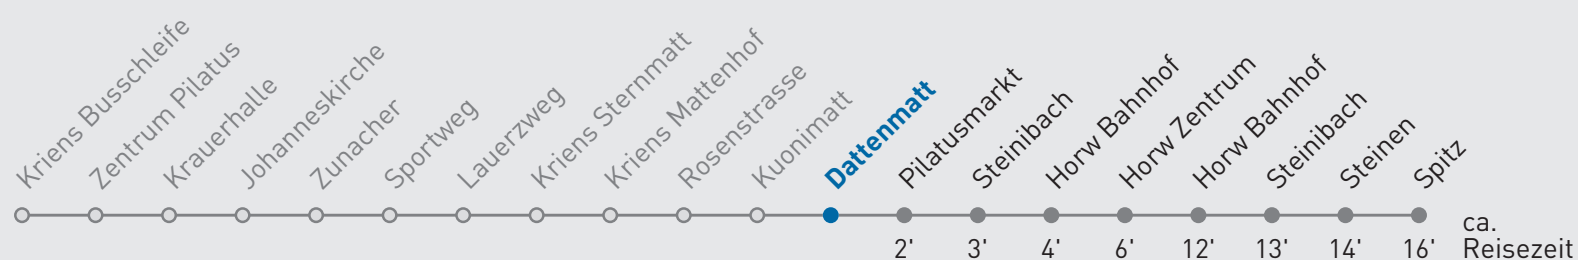 Kriens Busschleife
Zentrum Pilatus
Krauerhalle
Johanneskirche
Zunacher
Sportweg
Lauerzweg
Kriens Sternmatt
Kriens Mattenhof
Rosenstrasse
Kuonimatt
Dattenmatt
Pilatusmarkt
Steinibach
Horw Bahnhof
Horw Zentrum
Horw Bahnhof
Steinibach
Steinen
Spitz
2' 3' 4' 6' 12' 13' 14' 16'
ca.
Reisezeit